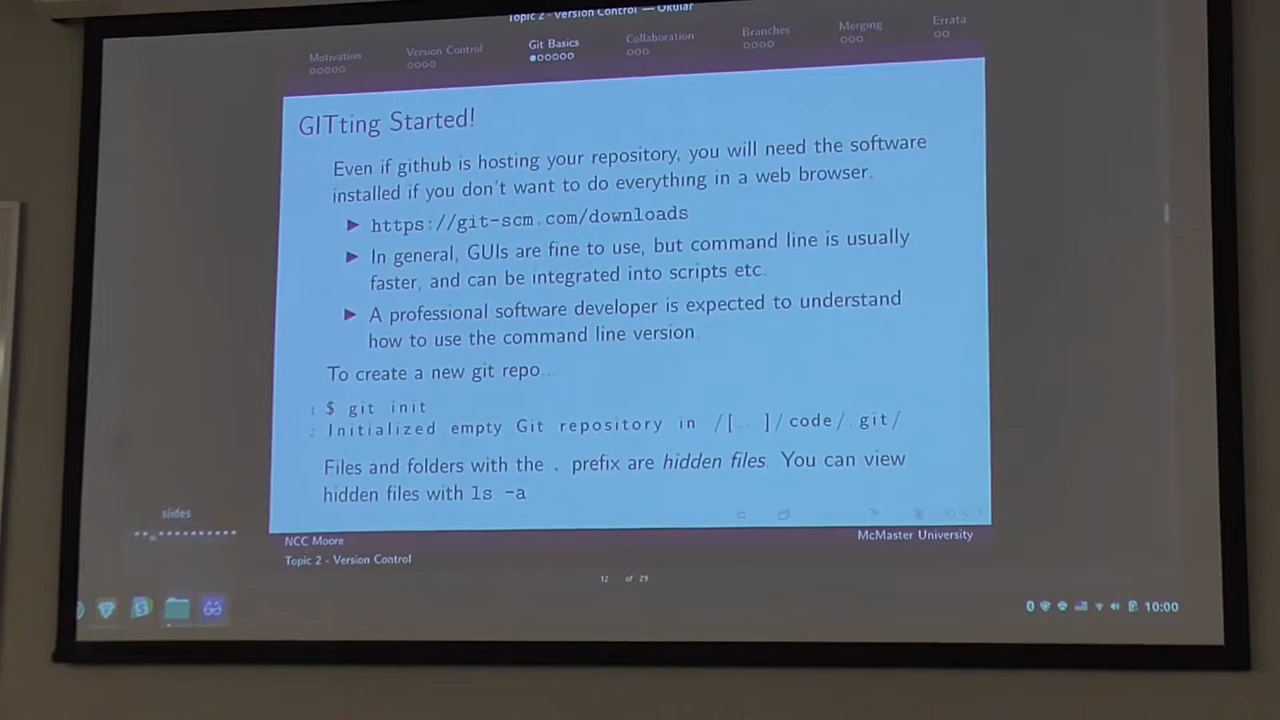 Topic 2 - Version Control — Okular
Motivation
Version Control
Git Basics
Collaboration
Branches
Merging
Errata
GITting Started!
Even if github is hosting your repository, you will need the software
installed if you don't want to do everything in a web browser.
▶ https://git-scm.com/downloads
▶ In general, GUIs are fine to use, but command line is usually
faster, and can be integrated into scripts etc.
▶ A professional software developer is expected to understand
how to use the command line version.
To create a new git repo...
1 $ git init
2 Initialized empty Git repository in /[...]/code/.git/
Files and folders with the . prefix are hidden files. You can view
hidden files with ls -a
slides
NCC Moore
McMaster University
Topic 2 - Version Control
12 of 29
10:00